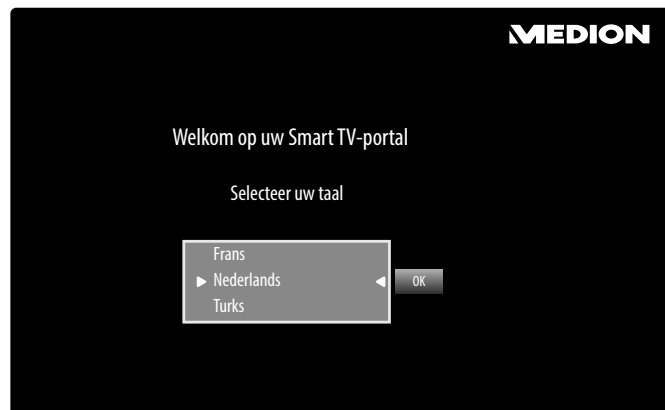 MEDION
Welkom op uw Smart TV-portal
Selecteer uw taal
Frans
Nederlands
OK
Turks